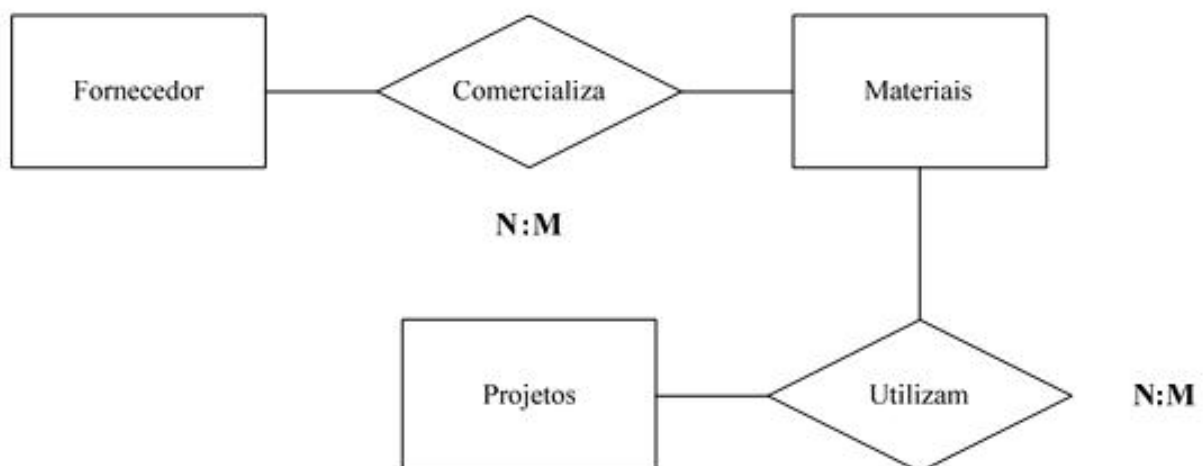 Fornecedor
Comercializa
Materiais
N:M
Projetos
Utilizam
N:M